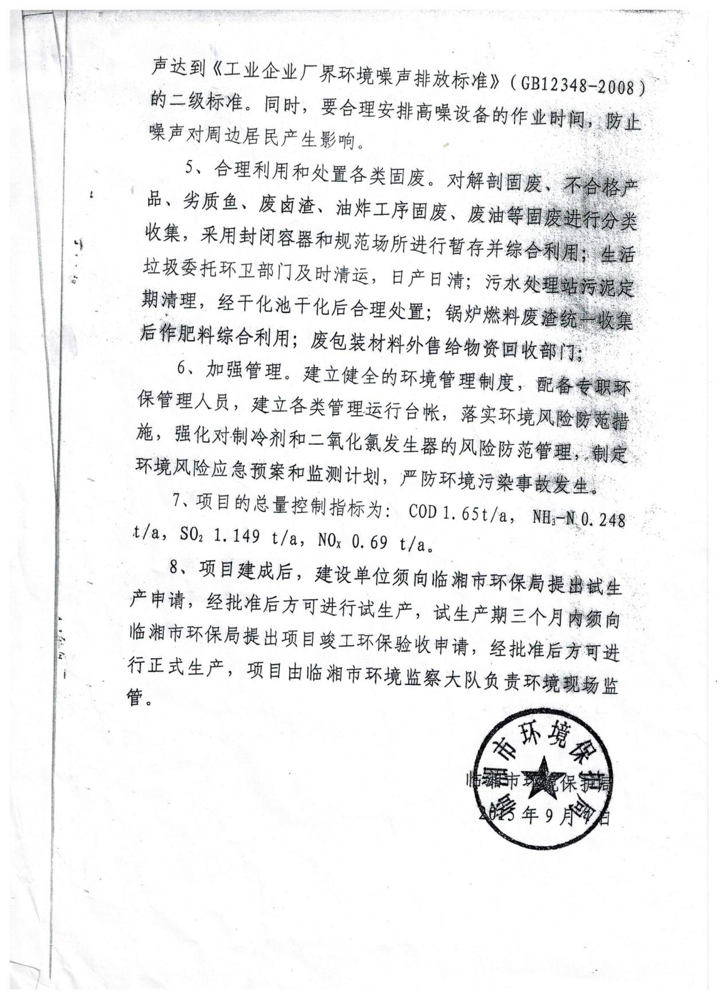 声达到《工业企业厂界环境噪声排放标准》(GB12348-2008)
的二级标准。同时，要合理安排高噪设备的作业时间，防止
噪声对周边居民产生影响。
5、合理利用和处置各类固废。对解剖固废、不合格产
品、劣质鱼、废卤渣、油炸工序固废、废油等固废进行分类
收集，采用封闭容器和规范场所进行暂存并综合利用；生活
垃圾委托环卫部门及时清运，日产日清；污水处理站污泥定
期清理，经干化池干化后合理处置；锅炉燃料废渣统一收集
后作肥料综合利用；废包装材料外售给物资回收部门；
6、加强管理。建立健全的环境管理制度，配备专职环
保管理人员，建立各类管理运行台帐，落实环境风险防范措
施，强化对制冷剂和二氧化氯发生器的风险防范管理，制定
环境风险应急预案和监测计划，严防环境污染事故发生。
7、项目的总量控制指标为：COD 1.65t/a，NH₃-N 0.248
t/a，SO₂ 1.149 t/a，NOₓ 0.69 t/a。
8、项目建成后，建设单位须向临湘市环保局提出试生
产申请，经批准后方可进行试生产，试生产期三个月内须向
临湘市环保局提出项目竣工环保验收申请，经批准后方可进
行正式生产，项目由临湘市环境监察大队负责环境现场监
管。
临湘市环境保护局
临湘市环境保护局
年9月 日